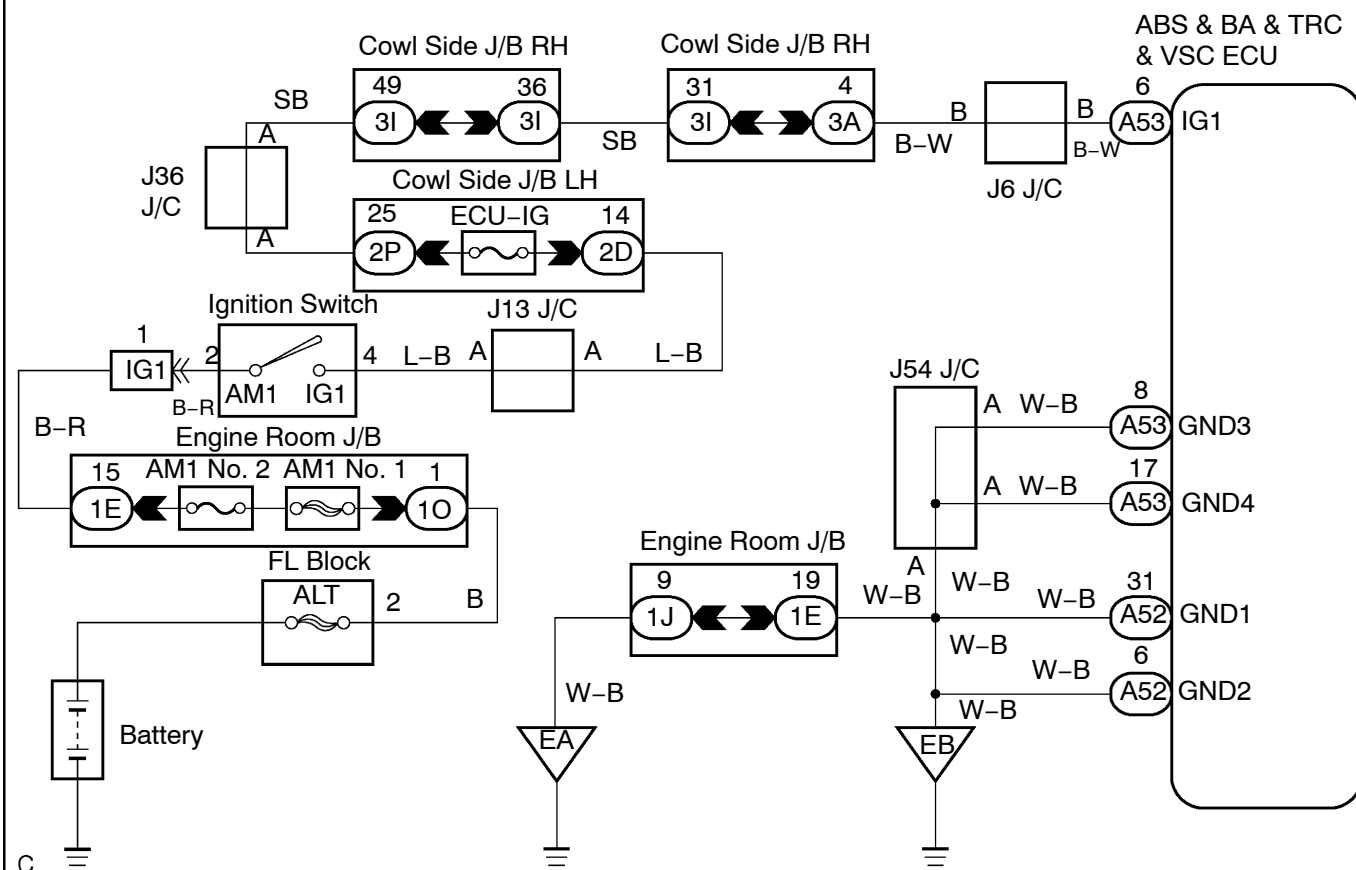 ABS & BA & TRC
& VSC ECU
Cowl Side J/B RH
Cowl Side J/B RH
49 36 31 4 6
SB A 3I 3I SB 3I 3A B-W B B B-W A53 IG1
J36
J/C
J6 J/C
Cowl Side J/B LH
25 ECU-IG 14
A 2P 2D
Ignition Switch J13 J/C
1 2 4 L-B A A L-B
IG1 AM1 IG1
B-R
J54 J/C
B-R
A W-B 8 A53 GND3
Engine Room J/B
15 AM1 No. 2 AM1 No. 1 1
1E 1O
A W-B 17 A53 GND4
Engine Room J/B
FL Block
ALT 2 B
9 19
1J 1E
A
W-B W-B W-B 31 A52 GND1
W-B
W-B 6 A52 GND2
W-B W-B
Battery
EA EB
C